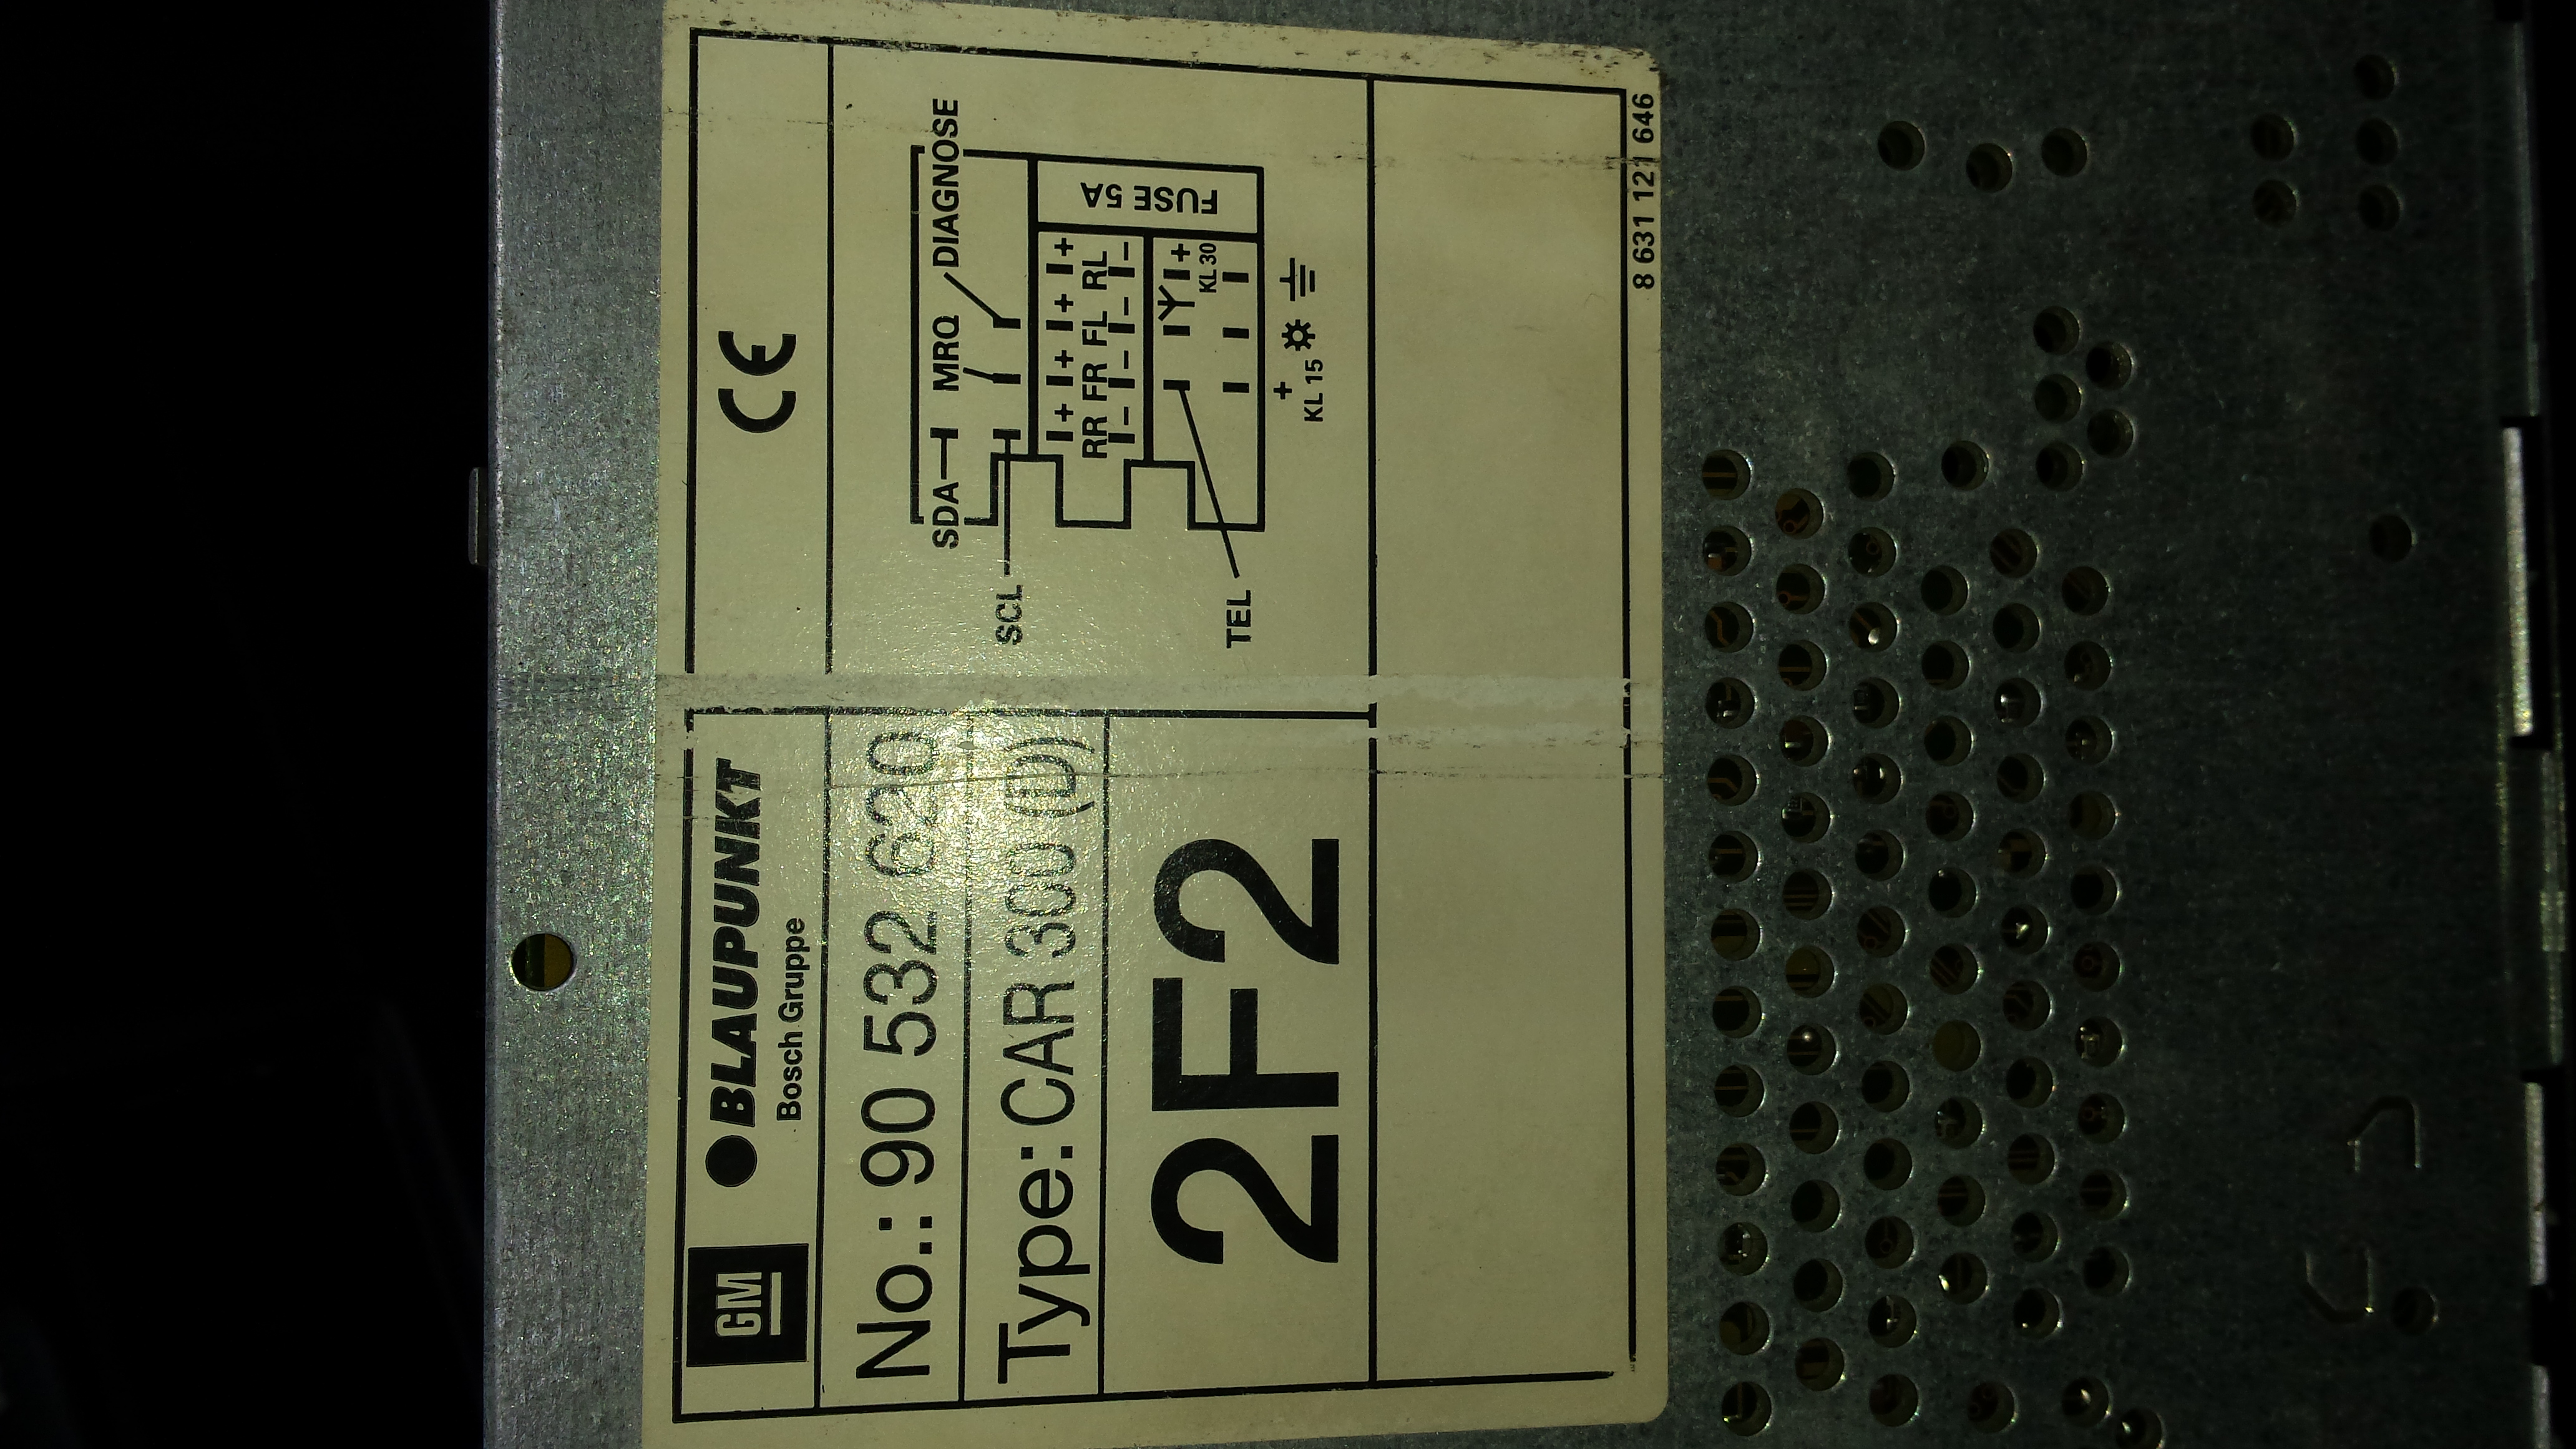 GM BLAUPUNKT
Bosch Gruppe
No.: 90 532 620
Type: CAR 300 (D)
2F2
CE
SDA MRQ DIAGNOSE
SCL
+ + + +
RR FR FL RL
- - - -
FUSE 5A
+
KL 30
TEL
+
KL 15
8 631 121 646